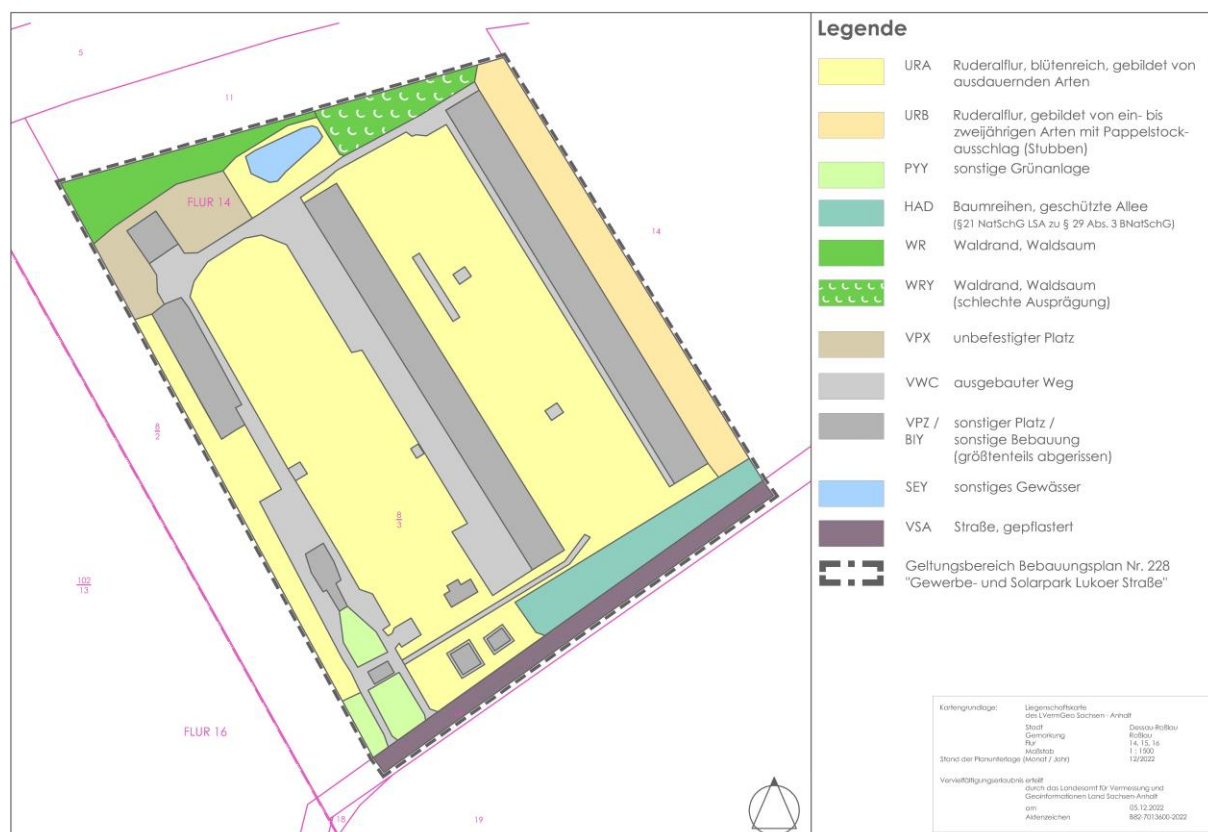 5
11
FLUR 14
14
8
2
8
3
102
13
FLUR 16
18
19
Legende
URA Ruderalflur, blütenreich, gebildet von
ausdauernden Arten
URB Ruderalflur, gebildet von ein- bis
zweijährigen Arten mit Pappelstock-
ausschlag (Stubben)
PYY sonstige Grünanlage
HAD Baumreihen, geschützte Allee
(§21 NatSchG LSA zu § 29 Abs. 3 BNatSchG)
WR Waldrand, Waldsaum
WRY Waldrand, Waldsaum
(schlechte Ausprägung)
VPX unbefestigter Platz
VWC ausgebauter Weg
VPZ / sonstiger Platz /
BIY sonstige Bebauung
(größtenteils abgerissen)
SEY sonstiges Gewässer
VSA Straße, gepflastert
Geltungsbereich Bebauungsplan Nr. 228
"Gewerbe- und Solarpark Lukoer Straße"
Kartengrundlage: Liegenschaftskarte
des LVermGeo Sachsen - Anhalt
Stadt Dessau-Roßlau
Gemarkung Roßlau
Flur 14, 15, 16
Maßstab 1 : 1500
Stand der Planunterlage (Monat / Jahr) 12/2022
Vervielfältigungserlaubnis erteilt
durch das Landesamt für Vermessung und
Geoinformationen Land Sachsen-Anhalt
am 05.12.2022
Aktenzeichen B82-7013600-2022